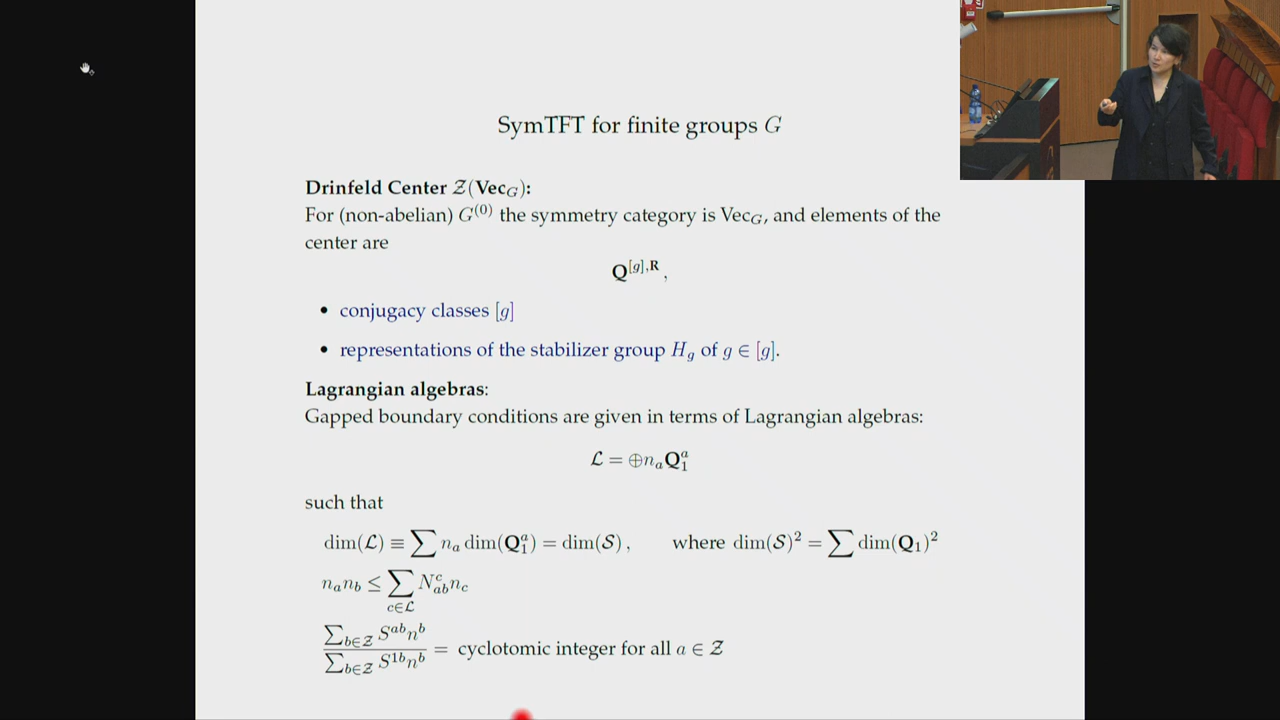 SymTFT for finite groups G
Drinfeld Center 𝒵(Vec_G):
For (non-abelian) G^(0) the symmetry category is Vec_G, and elements of the
center are
Q^{[g],R} ,
• conjugacy classes [g]
• representations of the stabilizer group H_g of g ∈ [g].
Lagrangian algebras:
Gapped boundary conditions are given in terms of Lagrangian algebras:
ℒ = ⊕n_a Q_1^a
such that
dim(ℒ) ≡ ∑ n_a dim(Q_1^a) = dim(𝒮) , where dim(𝒮)^2 = ∑ dim(Q_1)^2
n_a n_b ≤ ∑_{c∈ℒ} N_{ab}^c n_c
∑_{b∈𝒵} S^{ab} n^b / ∑_{b∈𝒵} S^{1b} n^b = cyclotomic integer for all a ∈ 𝒵